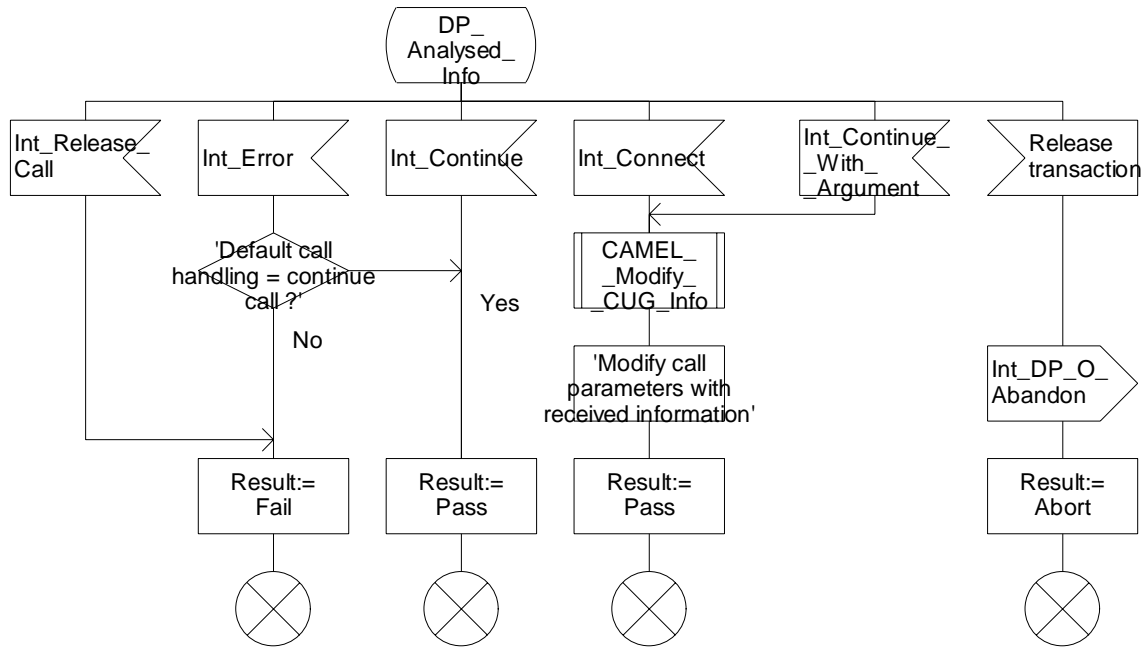 DP_
Analysed_
Info
Int_Release_
Call
Int_Error
Int_Continue
Int_Connect
Int_Continue_
_With_
_Argument
Release
transaction
'Default call
handling = continue
call ?'
Yes
No
CAMEL_
_Modify_
_CUG_Info
'Modify call
parameters with
received information'
Int_DP_O_
Abandon
Result:=
Fail
Result:=
Pass
Result:=
Pass
Result:=
Abort